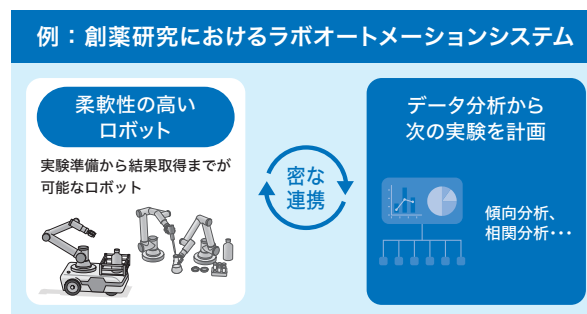 例：創薬研究におけるラボオートメーションシステム
柔軟性の高い
ロボット
実験準備から結果取得までが
可能なロボット
密な
連携
データ分析から
次の実験を計画
傾向分析、
相関分析･･･